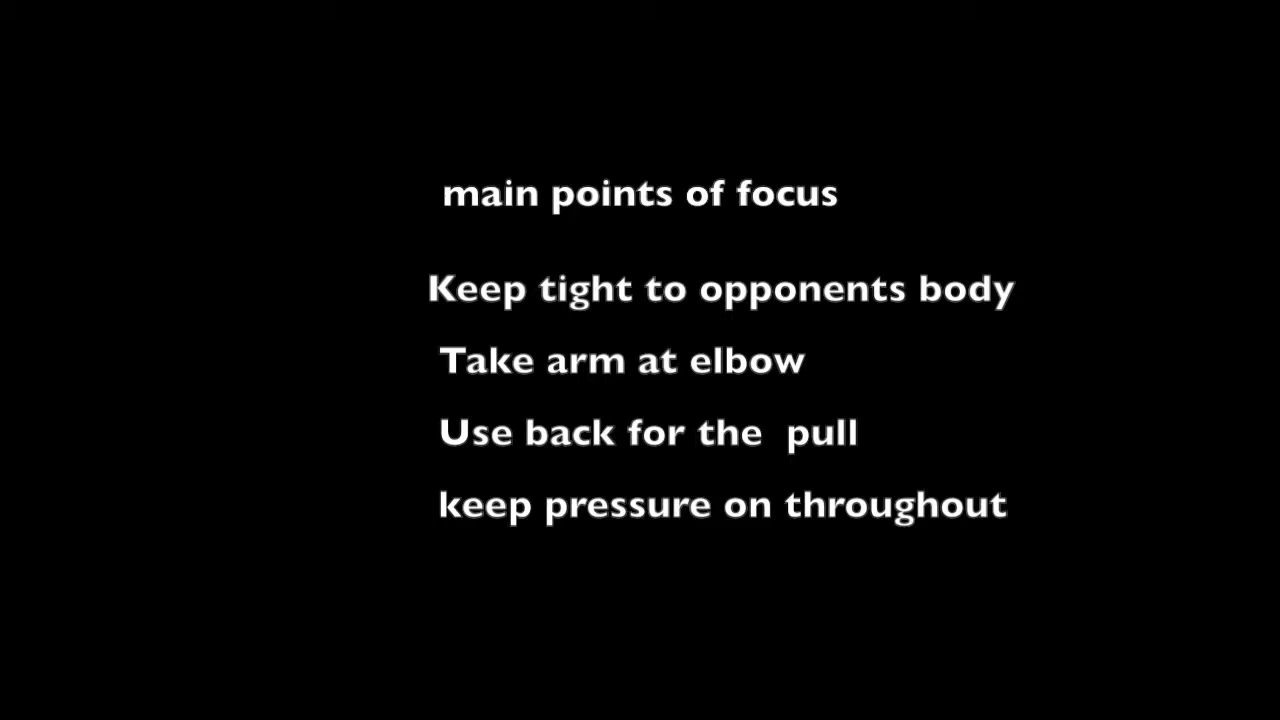 main points of focus
Keep tight to opponents body
Take arm at elbow
Use back for the  pull
keep pressure on throughout